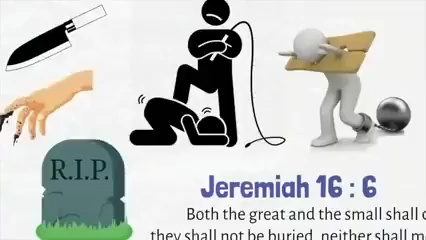 R.I.P.
Jeremiah 16 : 6
Both the great and the small shall
they shall not be buried, neither shall